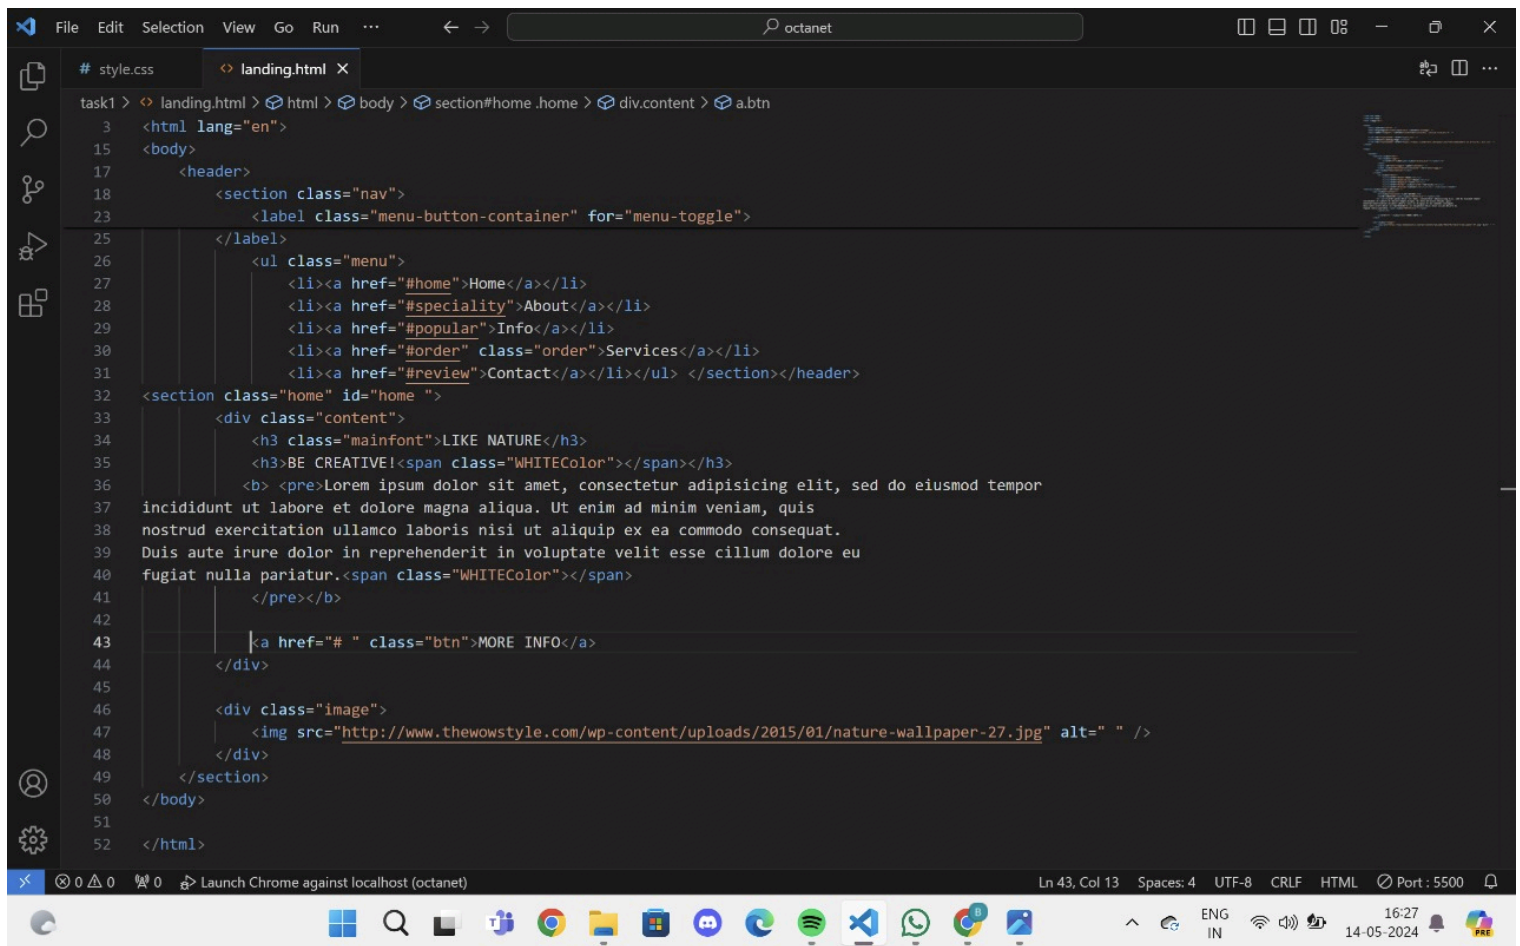 File Edit Selection View Go Run ··· octanet
# style.css landing.html
task1 > landing.html > html > body > section#home .home > div.content > a.btn
3 <html lang="en">
15 <body>
17 <header>
18 <section class="nav">
23 <label class="menu-button-container" for="menu-toggle">
25 </label>
26 <ul class="menu">
27 <li><a href="#home">Home</a></li>
28 <li><a href="#speciality">About</a></li>
29 <li><a href="#popular">Info</a></li>
30 <li><a href="#order" class="order">Services</a></li>
31 <li><a href="#review">Contact</a></li></ul> </section></header>
32 <section class="home" id="home ">
33 <div class="content">
34 <h3 class="mainfont">LIKE NATURE</h3>
35 <h3>BE CREATIVE!<span class="WHITEColor"></span></h3>
36 <b> <pre>Lorem ipsum dolor sit amet, consectetur adipisicing elit, sed do eiusmod tempor
37 incididunt ut labore et dolore magna aliqua. Ut enim ad minim veniam, quis
38 nostrud exercitation ullamco laboris nisi ut aliquip ex ea commodo consequat.
39 Duis aute irure dolor in reprehenderit in voluptate velit esse cillum dolore eu
40 fugiat nulla pariatur.<span class="WHITEColor"></span>
41 </pre></b>
42
43 <a href="# " class="btn">MORE INFO</a>
44 </div>
45
46 <div class="image">
47 <img src="http://www.thewowstyle.com/wp-content/uploads/2015/01/nature-wallpaper-27.jpg" alt=" " />
48 </div>
49 </section>
50 </body>
51
52 </html>
0 0 0 Launch Chrome against localhost (octanet) Ln 43, Col 13 Spaces: 4 UTF-8 CRLF HTML Port : 5500
ENG 16:27
IN 14-05-2024 PRE